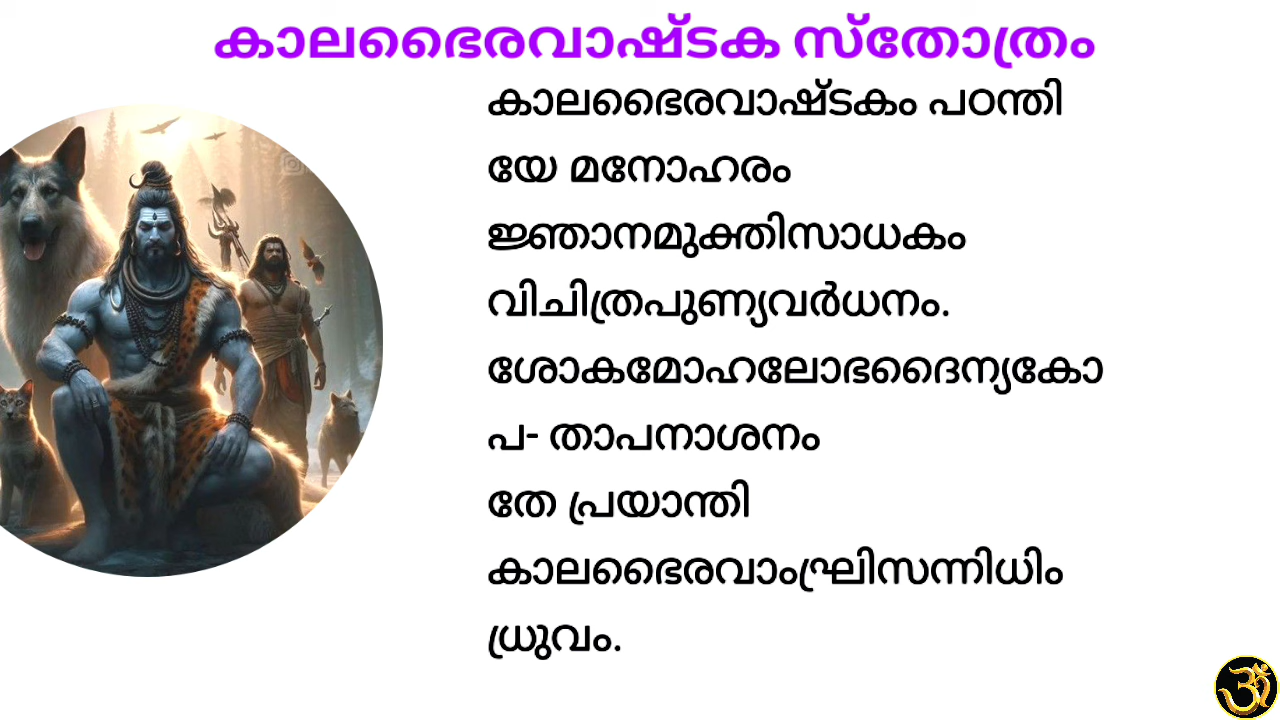 കാലഭൈരവാഷ്ടക സ്തോത്രം
കാലഭൈരവാഷ്ടകം പഠന്തി
യേ മനോഹരം
ജ്ഞാനമുക്തിസാധകം
വിചിത്രപുണ്യവർധനം.
ശോകമോഹലോഭദൈന്യകോ
പ- താപനാശനം
തേ പ്രയാന്തി
കാലഭൈരവാംഘ്രിസന്നിധിം
ധ്രുവം.
ॐ